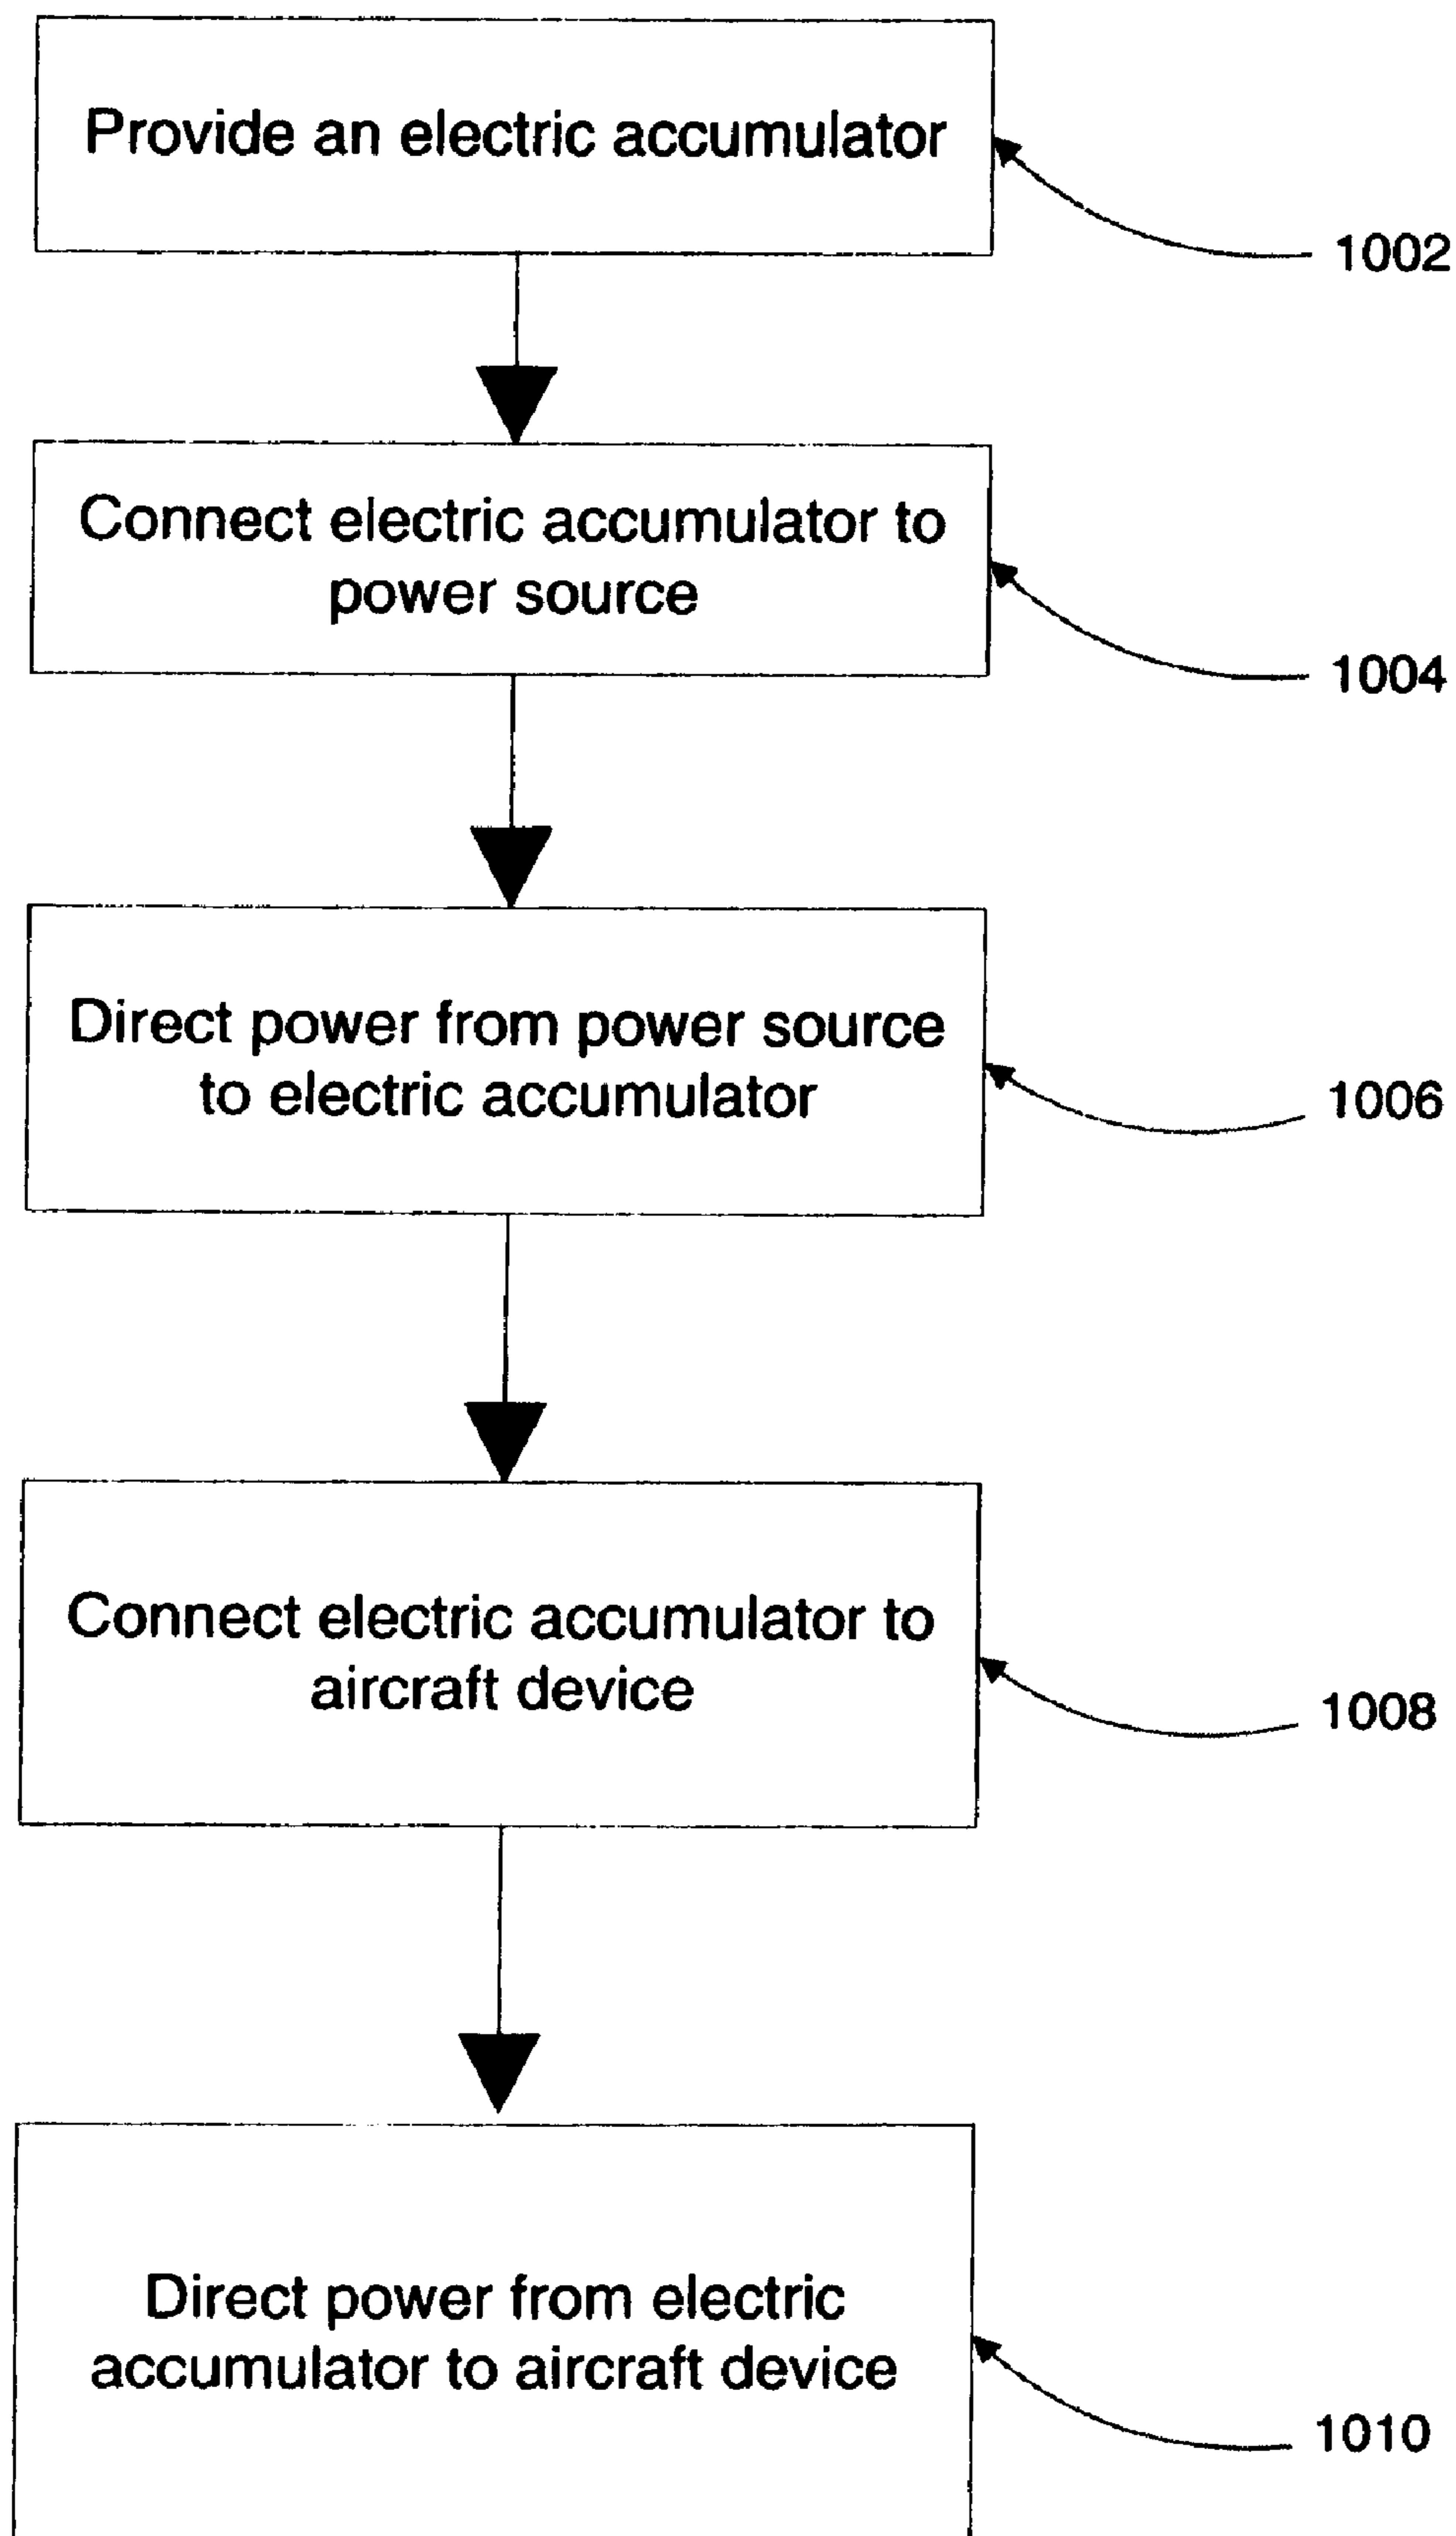 Provide an electric accumulator
1002
Connect electric accumulator to
power source
1004
Direct power from power source
to electric accumulator
1006
Connect electric accumulator to
aircraft device
1008
Direct power from electric
accumulator to aircraft device
1010